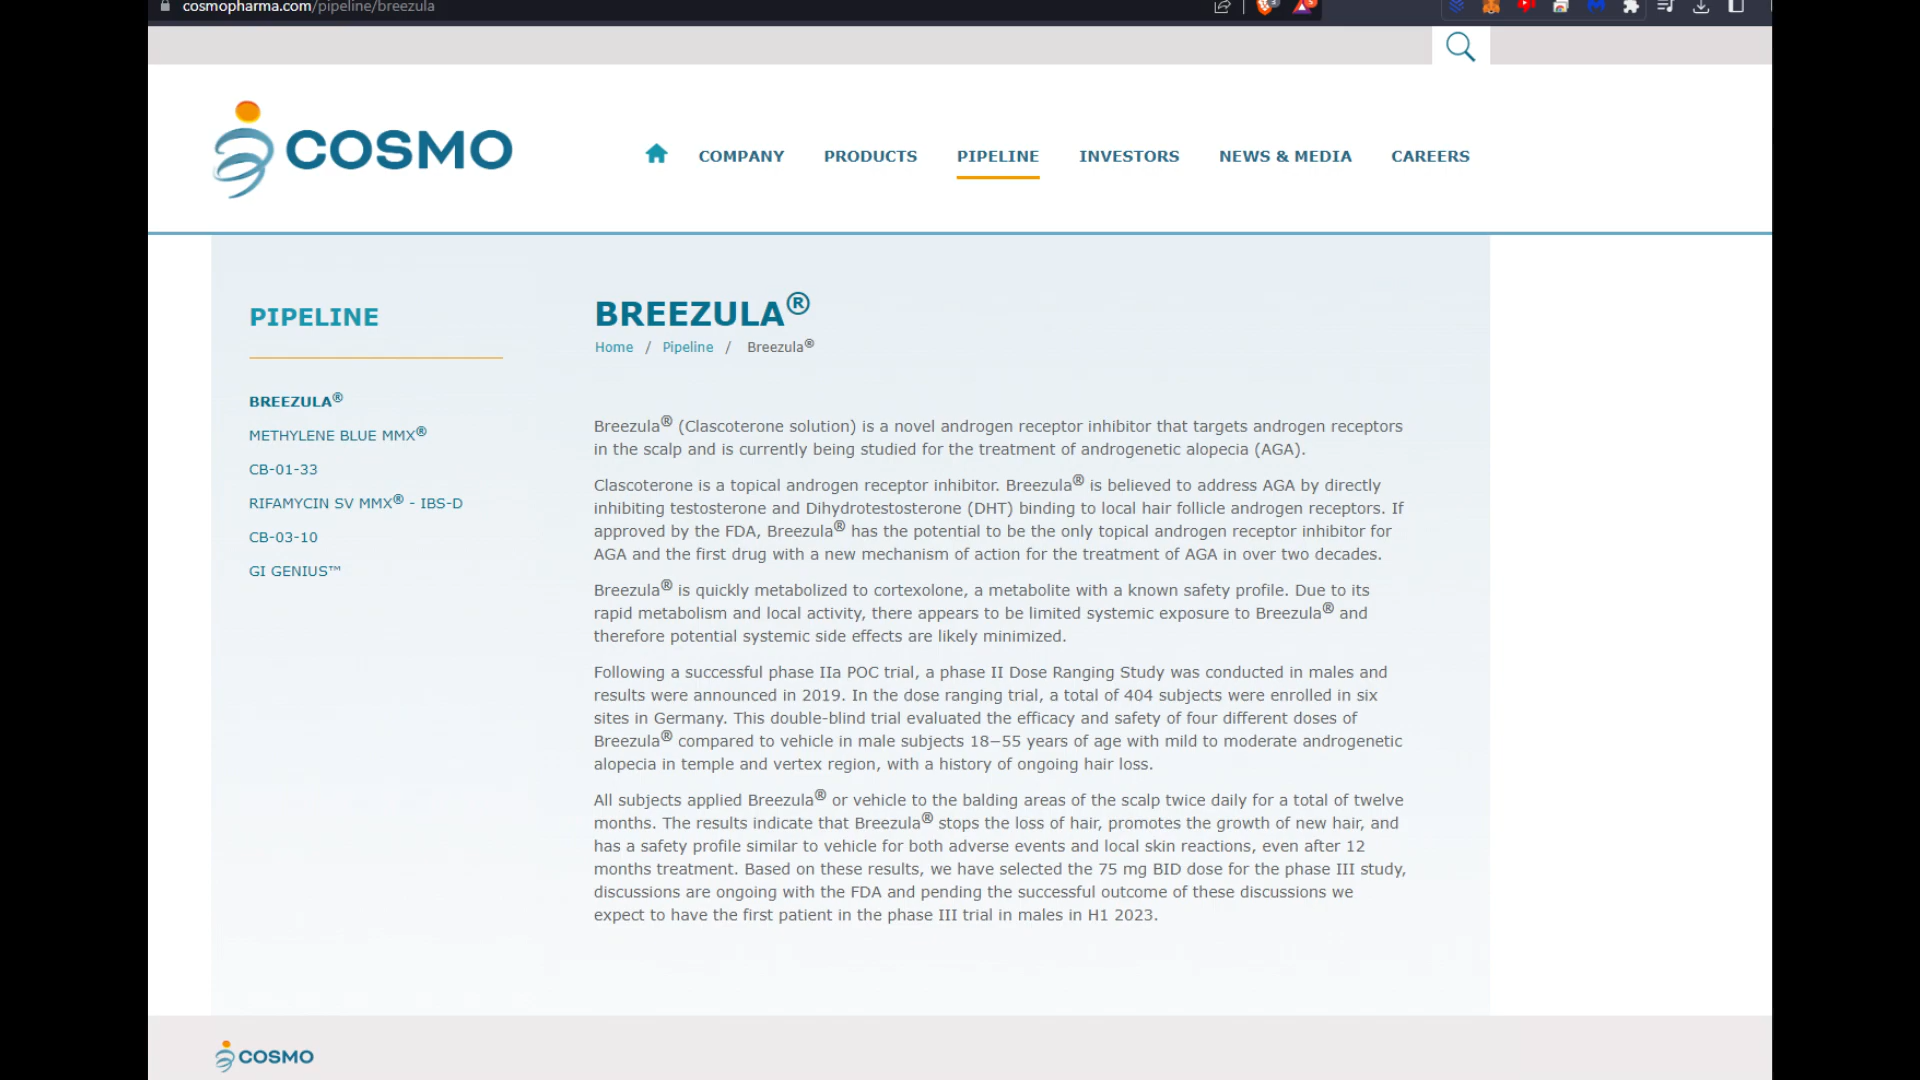 cosmopharma.com/pipeline/breezula
COSMO
COMPANY PRODUCTS PIPELINE INVESTORS NEWS & MEDIA CAREERS
PIPELINE
BREEZULA®
METHYLENE BLUE MMX®
CB-01-33
RIFAMYCIN SV MMX® - IBS-D
CB-03-10
GI GENIUS™
BREEZULA®
Home / Pipeline / Breezula®
Breezula® (Clascoterone solution) is a novel androgen receptor inhibitor that targets androgen receptors
in the scalp and is currently being studied for the treatment of androgenetic alopecia (AGA).
Clascoterone is a topical androgen receptor inhibitor. Breezula® is believed to address AGA by directly
inhibiting testosterone and Dihydrotestosterone (DHT) binding to local hair follicle androgen receptors. If
approved by the FDA, Breezula® has the potential to be the only topical androgen receptor inhibitor for
AGA and the first drug with a new mechanism of action for the treatment of AGA in over two decades.
Breezula® is quickly metabolized to cortexolone, a metabolite with a known safety profile. Due to its
rapid metabolism and local activity, there appears to be limited systemic exposure to Breezula® and
therefore potential systemic side effects are likely minimized.
Following a successful phase IIa POC trial, a phase II Dose Ranging Study was conducted in males and
results were announced in 2019. In the dose ranging trial, a total of 404 subjects were enrolled in six
sites in Germany. This double-blind trial evaluated the efficacy and safety of four different doses of
Breezula® compared to vehicle in male subjects 18–55 years of age with mild to moderate androgenetic
alopecia in temple and vertex region, with a history of ongoing hair loss.
All subjects applied Breezula® or vehicle to the balding areas of the scalp twice daily for a total of twelve
months. The results indicate that Breezula® stops the loss of hair, promotes the growth of new hair, and
has a safety profile similar to vehicle for both adverse events and local skin reactions, even after 12
months treatment. Based on these results, we have selected the 75 mg BID dose for the phase III study,
discussions are ongoing with the FDA and pending the successful outcome of these discussions we
expect to have the first patient in the phase III trial in males in H1 2023.
COSMO